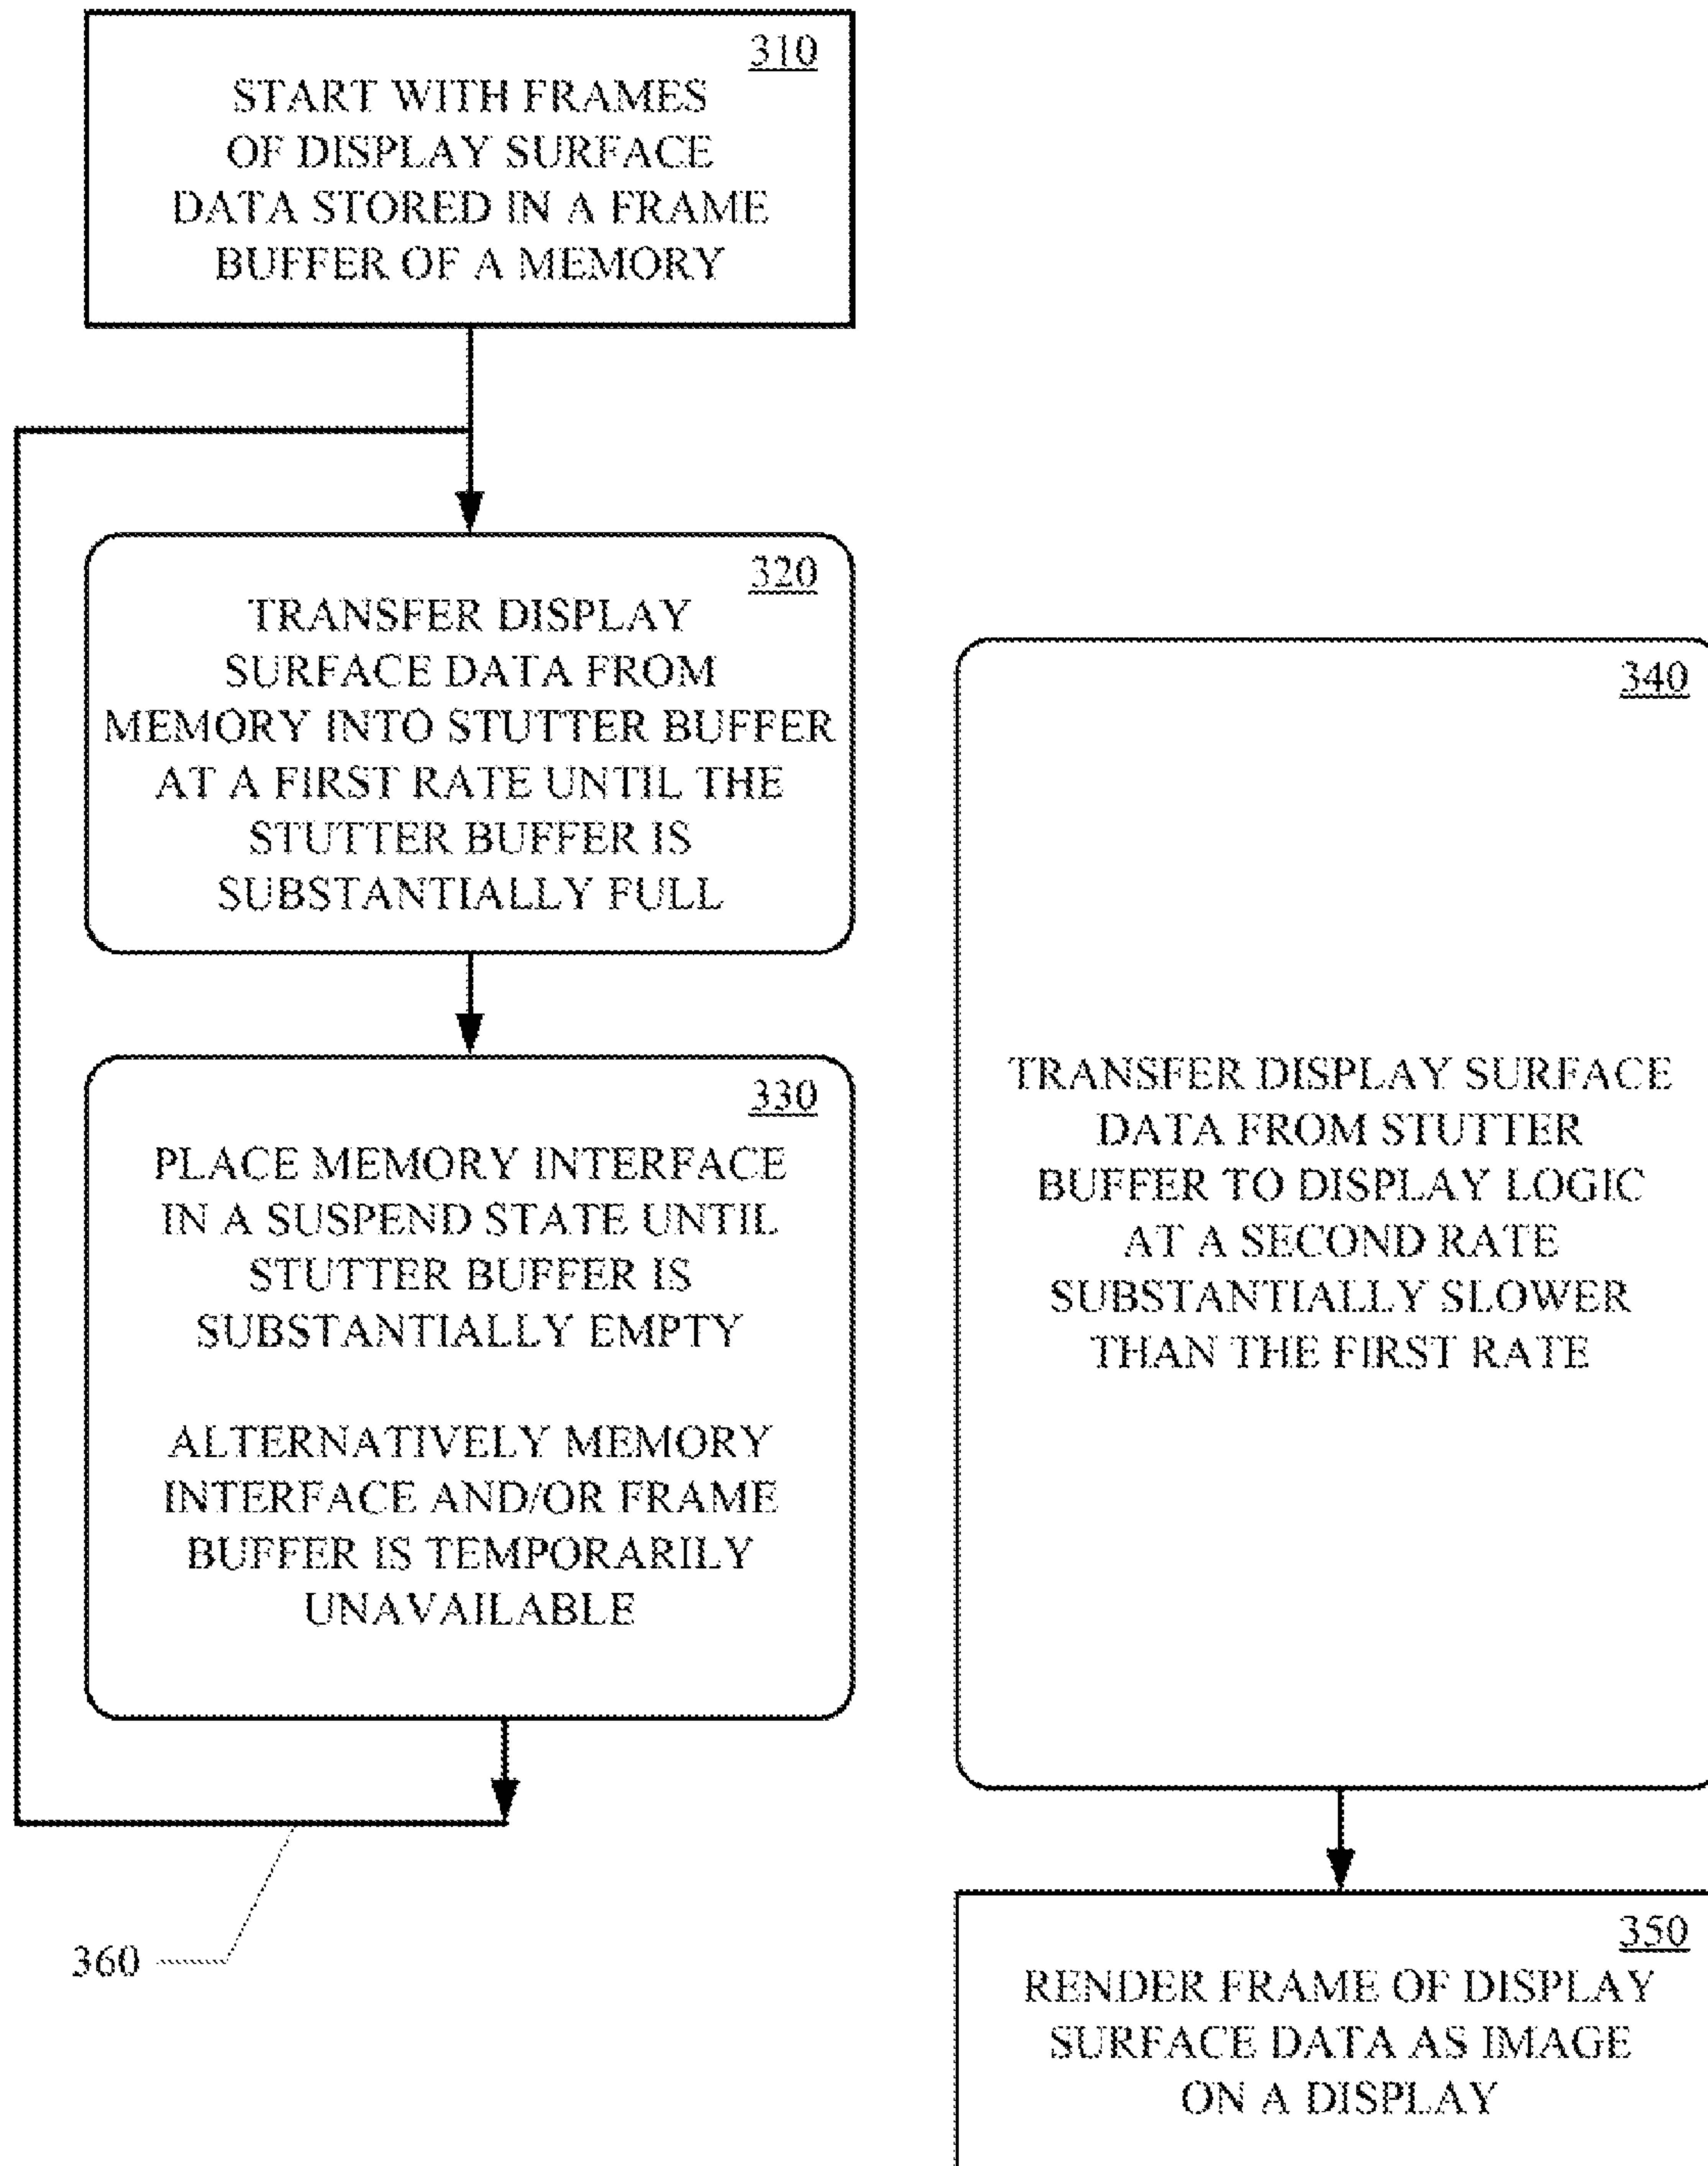 310
START WITH FRAMES
OF DISPLAY SURFACE
DATA STORED IN A FRAME
BUFFER OF A MEMORY
320
TRANSFER DISPLAY
SURFACE DATA FROM
MEMORY INTO STUTTER BUFFER
AT A FIRST RATE UNTIL THE
STUTTER BUFFER IS
SUBSTANTIALLY FULL
330
PLACE MEMORY INTERFACE
IN A SUSPEND STATE UNTIL
STUTTER BUFFER IS
SUBSTANTIALLY EMPTY
ALTERNATIVELY MEMORY
INTERFACE AND/OR FRAME
BUFFER IS TEMPORARILY
UNAVAILABLE
360
340
TRANSFER DISPLAY SURFACE
DATA FROM STUTTER
BUFFER TO DISPLAY LOGIC
AT A SECOND RATE
SUBSTANTIALLY SLOWER
THAN THE FIRST RATE
350
RENDER FRAME OF DISPLAY
SURFACE DATA AS IMAGE
ON A DISPLAY